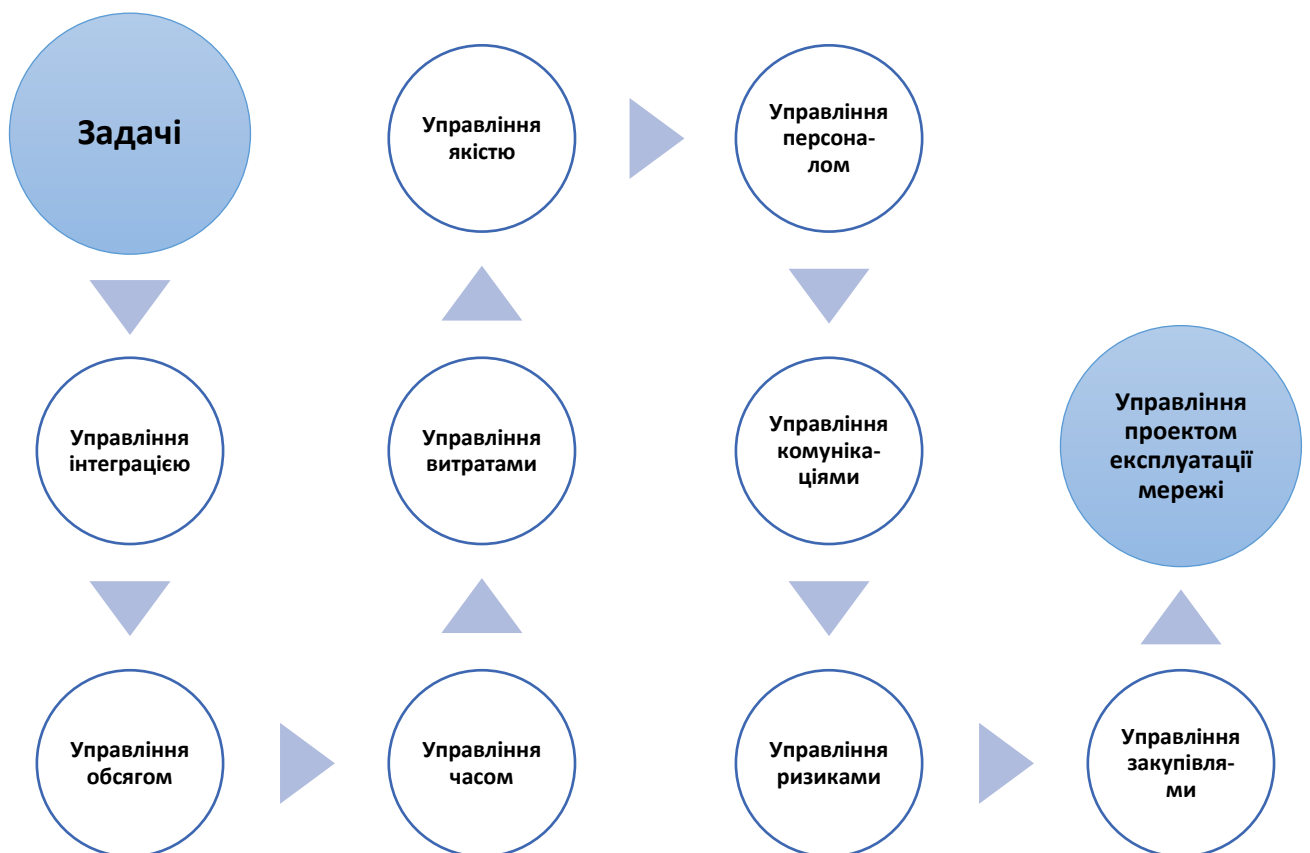 Задачі
Управління
інтеграцією
Управління
обсягом
Управління
часом
Управління
витратами
Управління
якістю
Управління
персона-
лом
Управління
комуніка-
ціями
Управління
ризиками
Управління
закупівля-
ми
Управління
проектом
експлуатації
мережі